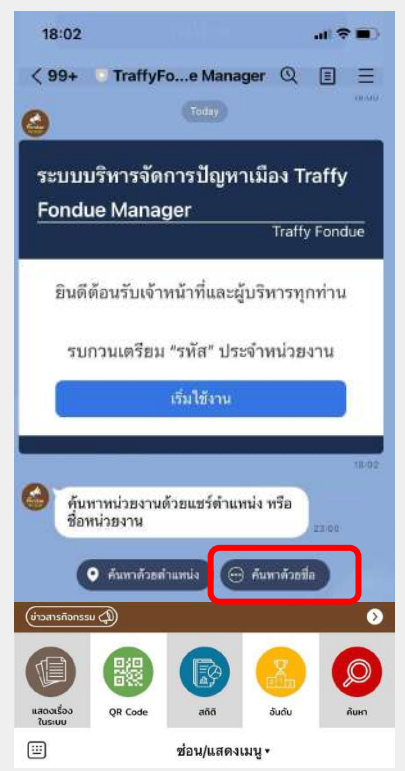 18:02
99+ TraffyFo...e Manager
Today
18:00
ระบบบริหารจัดการปัญหาเมือง Traffy
Fondue Manager
Traffy Fondue
ยินดีต้อนรับเจ้าหน้าที่และผู้บริหารทุกท่าน
รบกวนเตรียม “รหัส” ประจำหน่วยงาน
เริ่มใช้งาน
18:02
ค้นหาหน่วยงานด้วยแชร์ตำแหน่ง หรือ
ชื่อหน่วยงาน
23:00
ค้นหาด้วยตำแหน่ง
ค้นหาด้วยชื่อ
ข่าวสารกิจกรรม
แสดงเรื่อง
ในระบบ
QR Code
สถิติ
อันดับ
ค้นหา
ซ่อน/แสดงเมนู